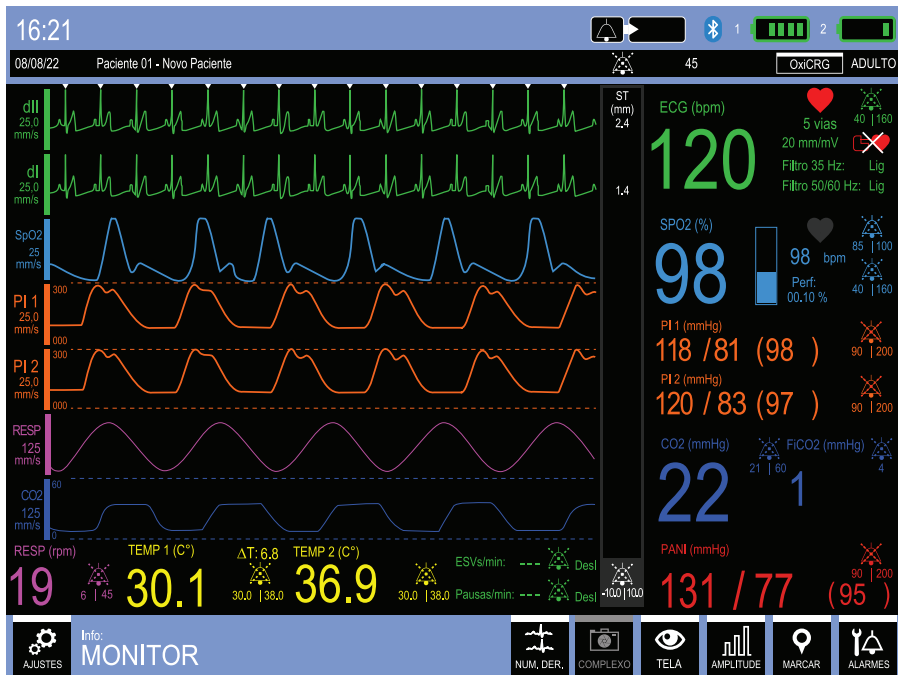 16:21
1
2
08/08/22 Paciente 01 - Novo Paciente 45 OxiCRG ADULTO
dII
25,0
mm/s
dI
25,0
mm/s
SpO2
25
mm/s
300
PI 1
25,0
mm/s
000
300
PI 2
25,0
mm/s
000
RESP
125
mm/s
60
CO2
125
mm/s
0
ST
(mm)
2.4
1.4
-10.0 | 10.0
ECG (bpm)
120
5 vias
20 mm/mV
Filtro 35 Hz: Lig
Filtro 50/60 Hz: Lig
40 | 160
SPO2 (%)
98
98 bpm
Perf:
00.10 %
85 | 100
40 | 160
PI 1 (mmHg)
118 / 81 (98 )
90 | 200
PI 2 (mmHg)
120 / 83 (97 )
90 | 200
CO2 (mmHg)
22
21 | 60
FiCO2 (mmHg)
1
4
PANI (mmHg)
131 / 77 (95 )
90 | 200
RESP (rpm)
19
6 | 45
TEMP 1 (C°)
30.1
ΔT: 6.8
30.0 | 38.0
TEMP 2 (C°)
36.9
30.0 | 38.0
ESVs/min: --- Desl
Pausas/min: --- Desl
AJUSTES
Info:
MONITOR
NUM, DER,
COMPLEXO
TELA
AMPLITUDE
MARCAR
ALARMES